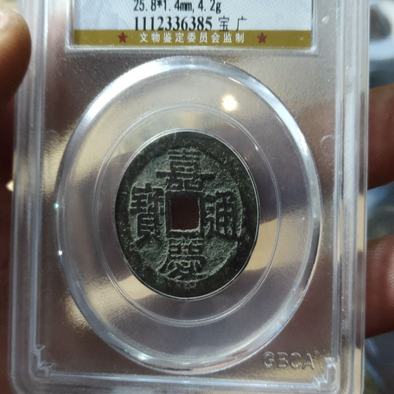 25.8*1.4mm,4.2g
1112336385 宝广
★ 文物鉴定委员会监制 ★
嘉
寶 通
慶
GBCA